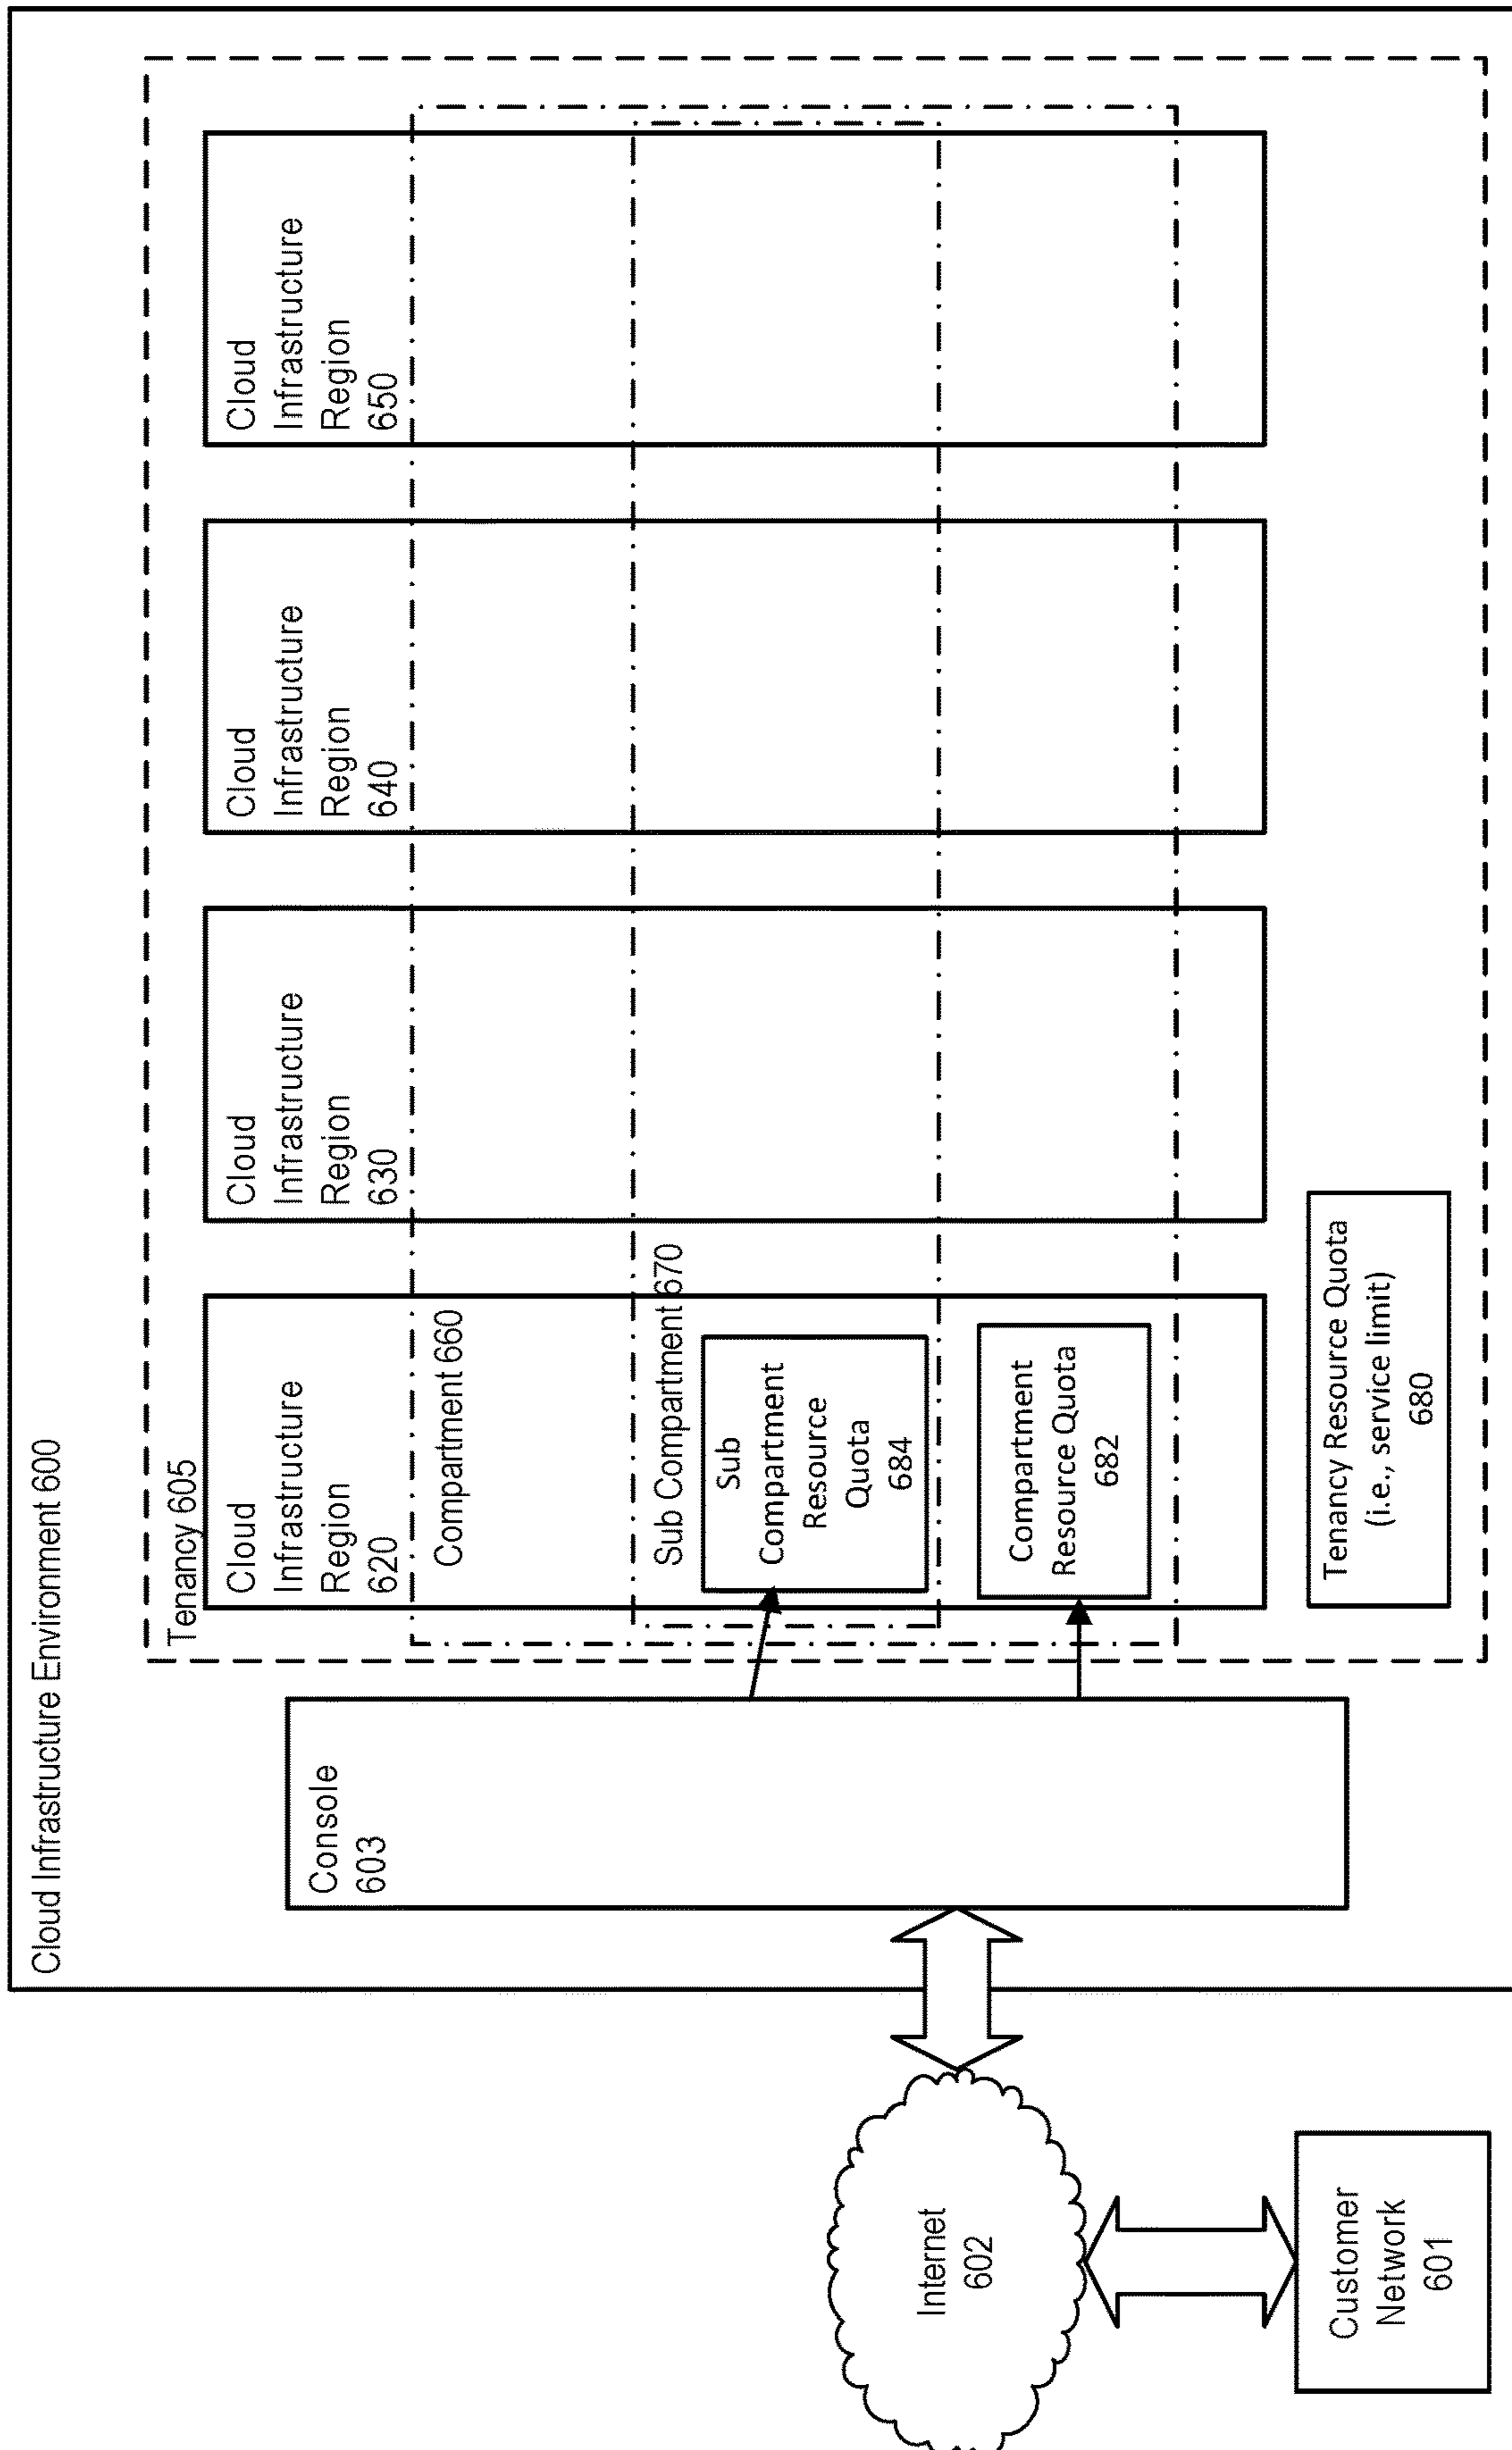 Cloud Infrastructure Environment 600
Tenancy 605
Cloud
Infrastructure
Region
620
Cloud
Infrastructure
Region
630
Cloud
Infrastructure
Region
640
Cloud
Infrastructure
Region
650
Compartment 660
Sub Compartment 670
Sub
Compartment
Resource
Quota
684
Compartment
Resource Quota
682
Tenancy Resource Quota
(i.e., service limit)
680
Console
603
Internet
602
Customer
Network
601